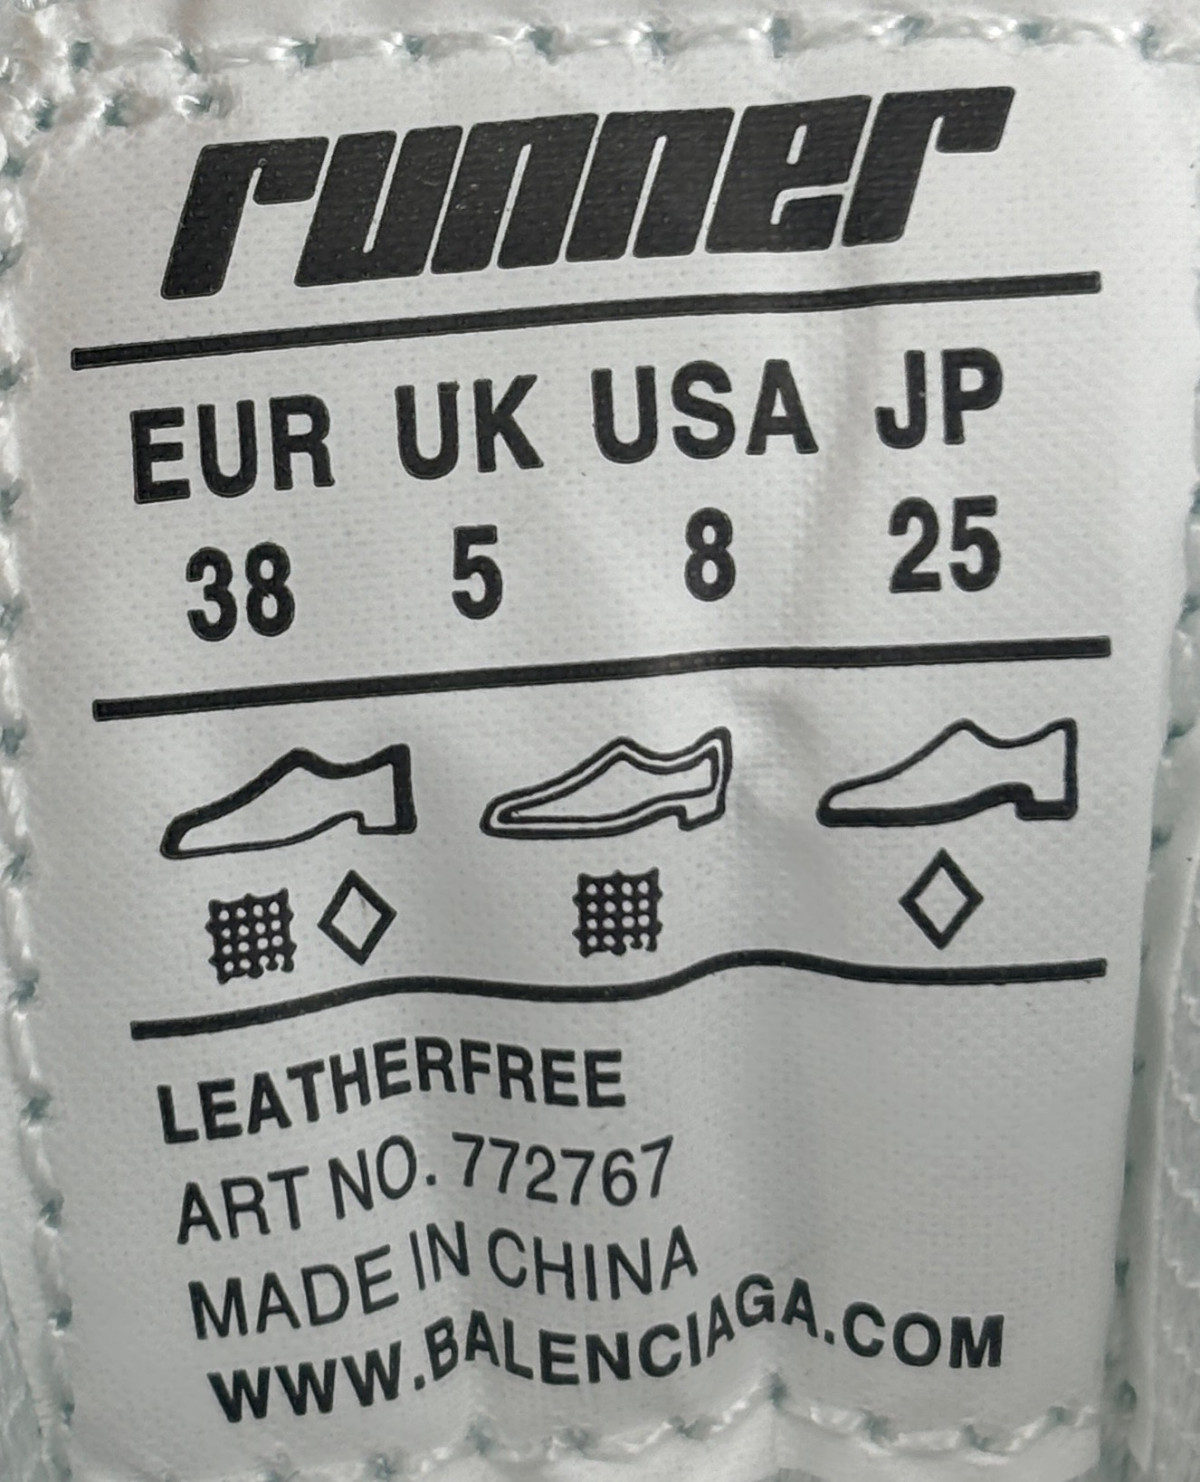 runner
EUR UK USA JP
38 5 8 25
LEATHERFREE
ART NO. 772767
MADE IN CHINA
WWW.BALENCIAGA.COM